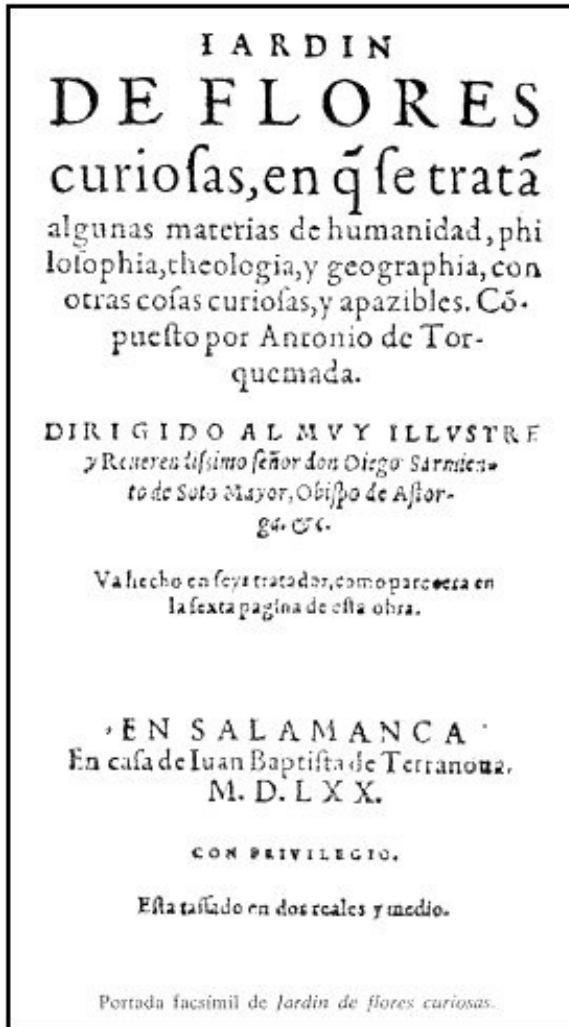 IARDIN
DE FLORES
curioſas,en q̃ ſe tratã
algunas materias de humanidad, phi
loſophia,theologia,y geographia, con
otras coſas curioſas,y apazibles. Cõ-
pueſto por Antonio de Tor-
quemada.
DIRIGIDO AL MVY ILLVSTRE
y Reuerentiſsimo ſeñor don Diego Sarmien-
to de Soto Mayor, Obiſpo de Aſtor-
ga. &c.
Va hecho en ſeys tratados, como parecera en
la ſexta pagina de eſta obra.
EN SALAMANCA
En caſa de Iuan Baptiſta de Terranoua.
M. D. LXX.
CON PRIVILEGIO.
Eſta taſſado en dos reales y medio.
Portada facsímil de Jardín de flores curiosas.